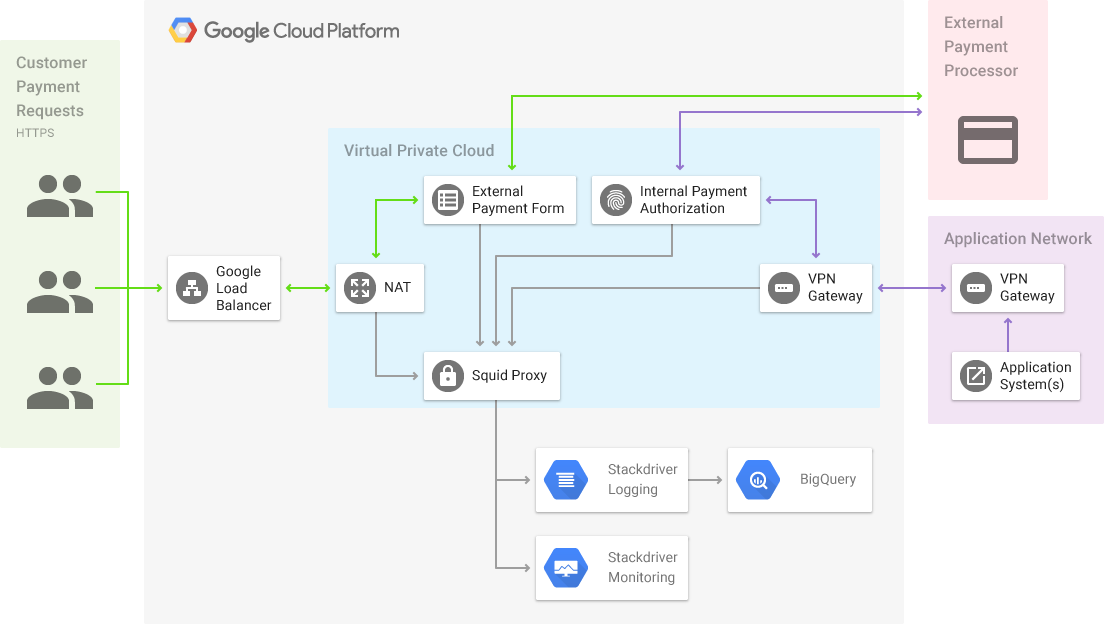 Google Cloud Platform
Customer
Payment
Requests
HTTPS
External
Payment
Processor
Virtual Private Cloud
External
Payment Form
Internal Payment
Authorization
Application Network
Google
Load
Balancer
NAT
VPN
Gateway
VPN
Gateway
Squid Proxy
Application
System(s)
Stackdriver
Logging
BigQuery
Stackdriver
Monitoring